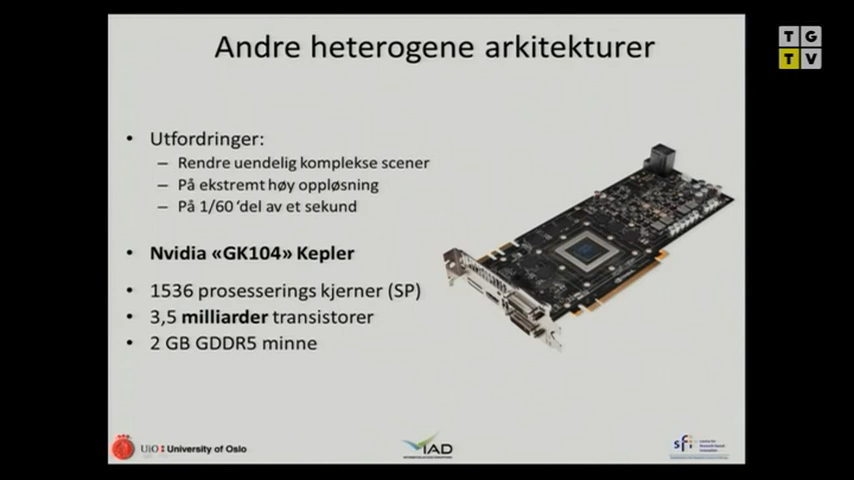 Andre heterogene arkitekturer
TG
TV
• Utfordringer:
– Rendre uendelig komplekse scener
– På ekstremt høy oppløsning
– På 1/60 'del av et sekund
• Nvidia «GK104» Kepler
• 1536 prosesserings kjerner (SP)
• 3,5 milliarder transistorer
• 2 GB GDDR5 minne
UiO: University of Oslo
IAD
sfi